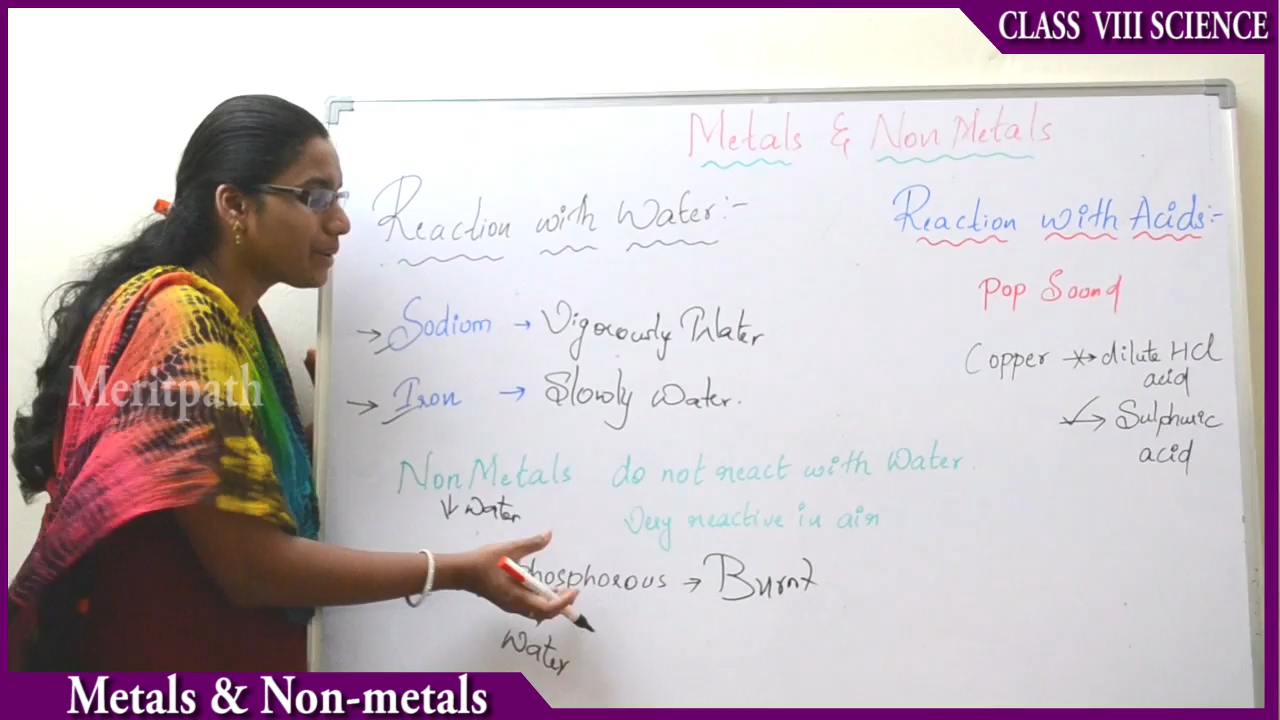 CLASS VIII SCIENCE
Metals & Non Metals
Reaction with Water:-
Sodium → Vigorously Water
Iron → Slowly Water.
Non Metals do not react with Water.
↓ Water
Very reactive in air
phosphorous → Burnt
Water
Reaction with Acids:-
Pop Sound
Copper dilute HCl
acid
Sulphuric
acid
Meritpath
Metals & Non-metals